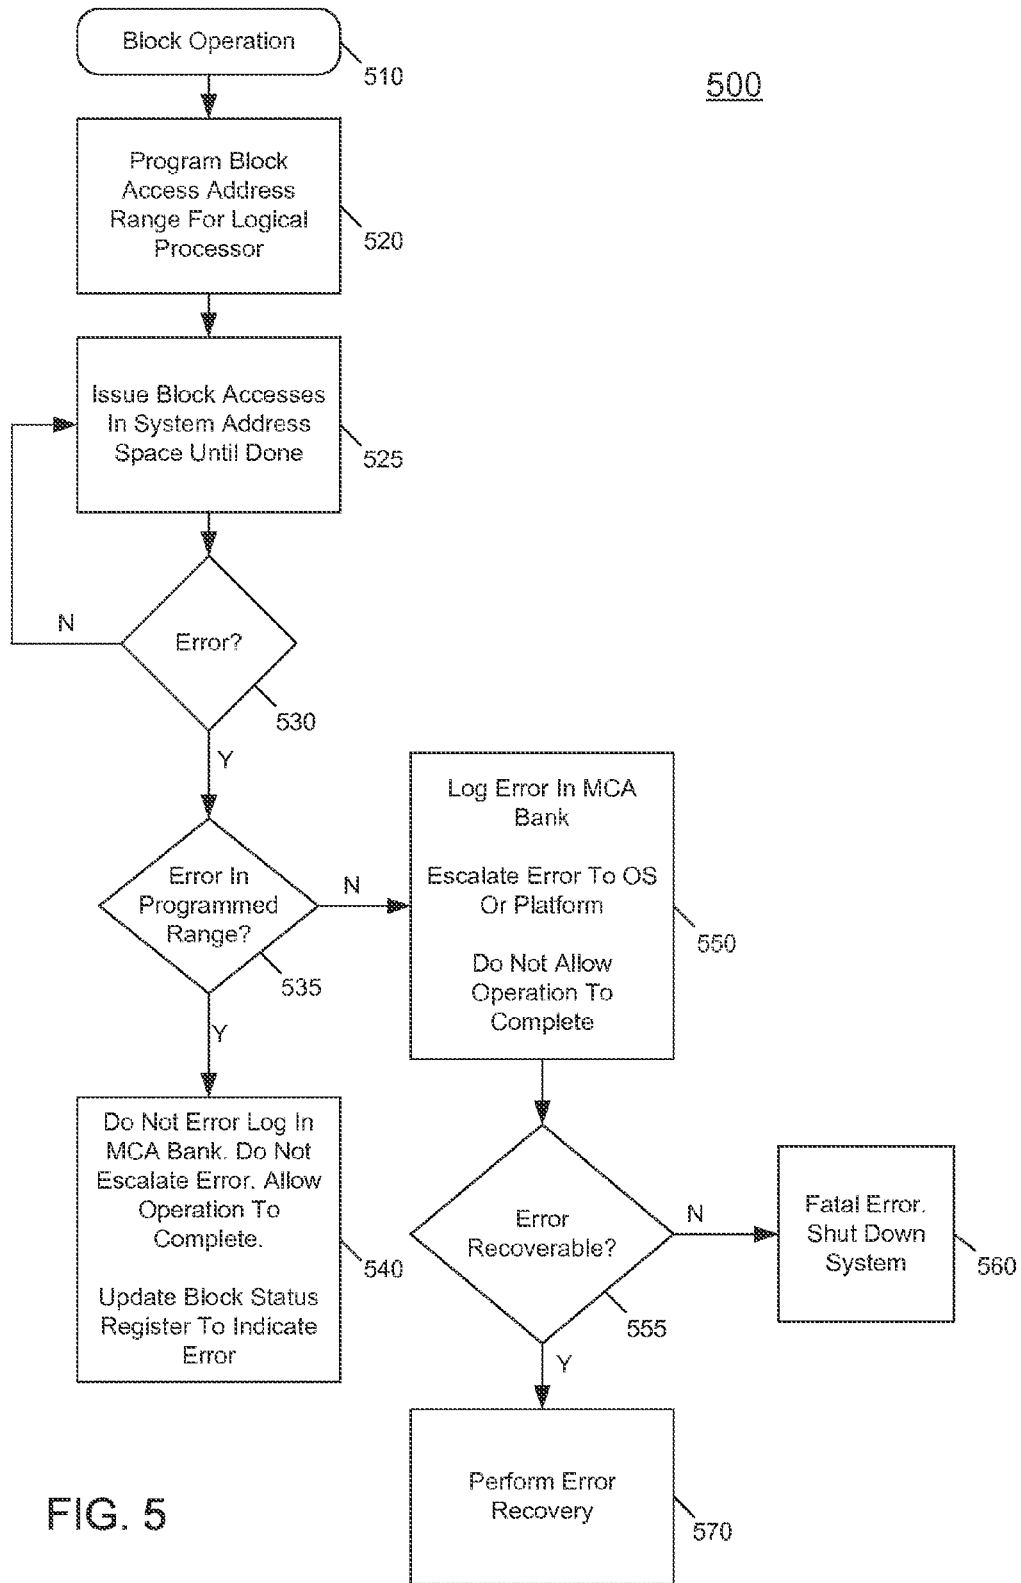 Block Operation
510
500
Program Block
Access Address
Range For Logical
Processor
520
Issue Block Accesses
In System Address
Space Until Done
525
Error?
N
530
Y
Error In
Programmed
Range?
N
535
Y
Log Error In MCA
Bank
Escalate Error To OS
Or Platform
Do Not Allow
Operation To
Complete
550
Do Not Error Log In
MCA Bank. Do Not
Escalate Error. Allow
Operation To
Complete.
Update Block Status
Register To Indicate
Error
540
Error
Recoverable?
N
555
Y
Fatal Error.
Shut Down
System
560
Perform Error
Recovery
570
FIG. 5